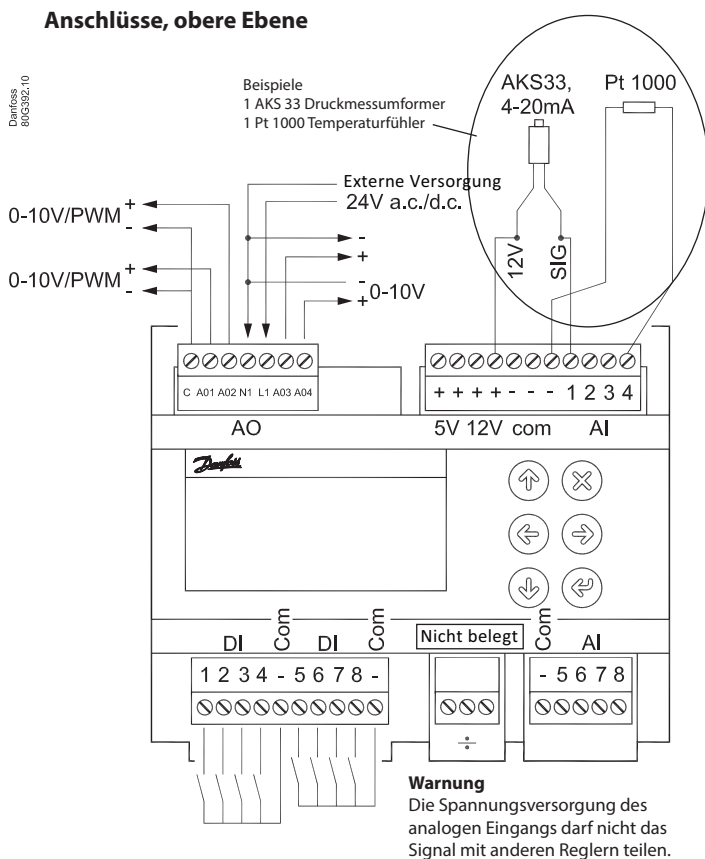 Anschlüsse, obere Ebene
Danfoss
80G392.10
Beispiele
1 AKS 33 Druckmessumformer
1 Pt 1000 Temperaturfühler
AKS33,
4-20mA
Pt 1000
12V
SIG
Externe Versorgung
24V a.c./d.c.
0-10V/PWM
+
-
0-10V/PWM
+
-
-
+
-
+
0-10V
C A01 A02 N1 L1 A03 A04
+ + + + - - - 1 2 3 4
AO
5V 12V com AI
Danfoss
DI Com DI Com
Nicht belegt
Com AI
1 2 3 4 - 5 6 7 8 -
- 5 6 7 8
÷
Warnung
Die Spannungsversorgung des
analogen Eingangs darf nicht das
Signal mit anderen Reglern teilen.